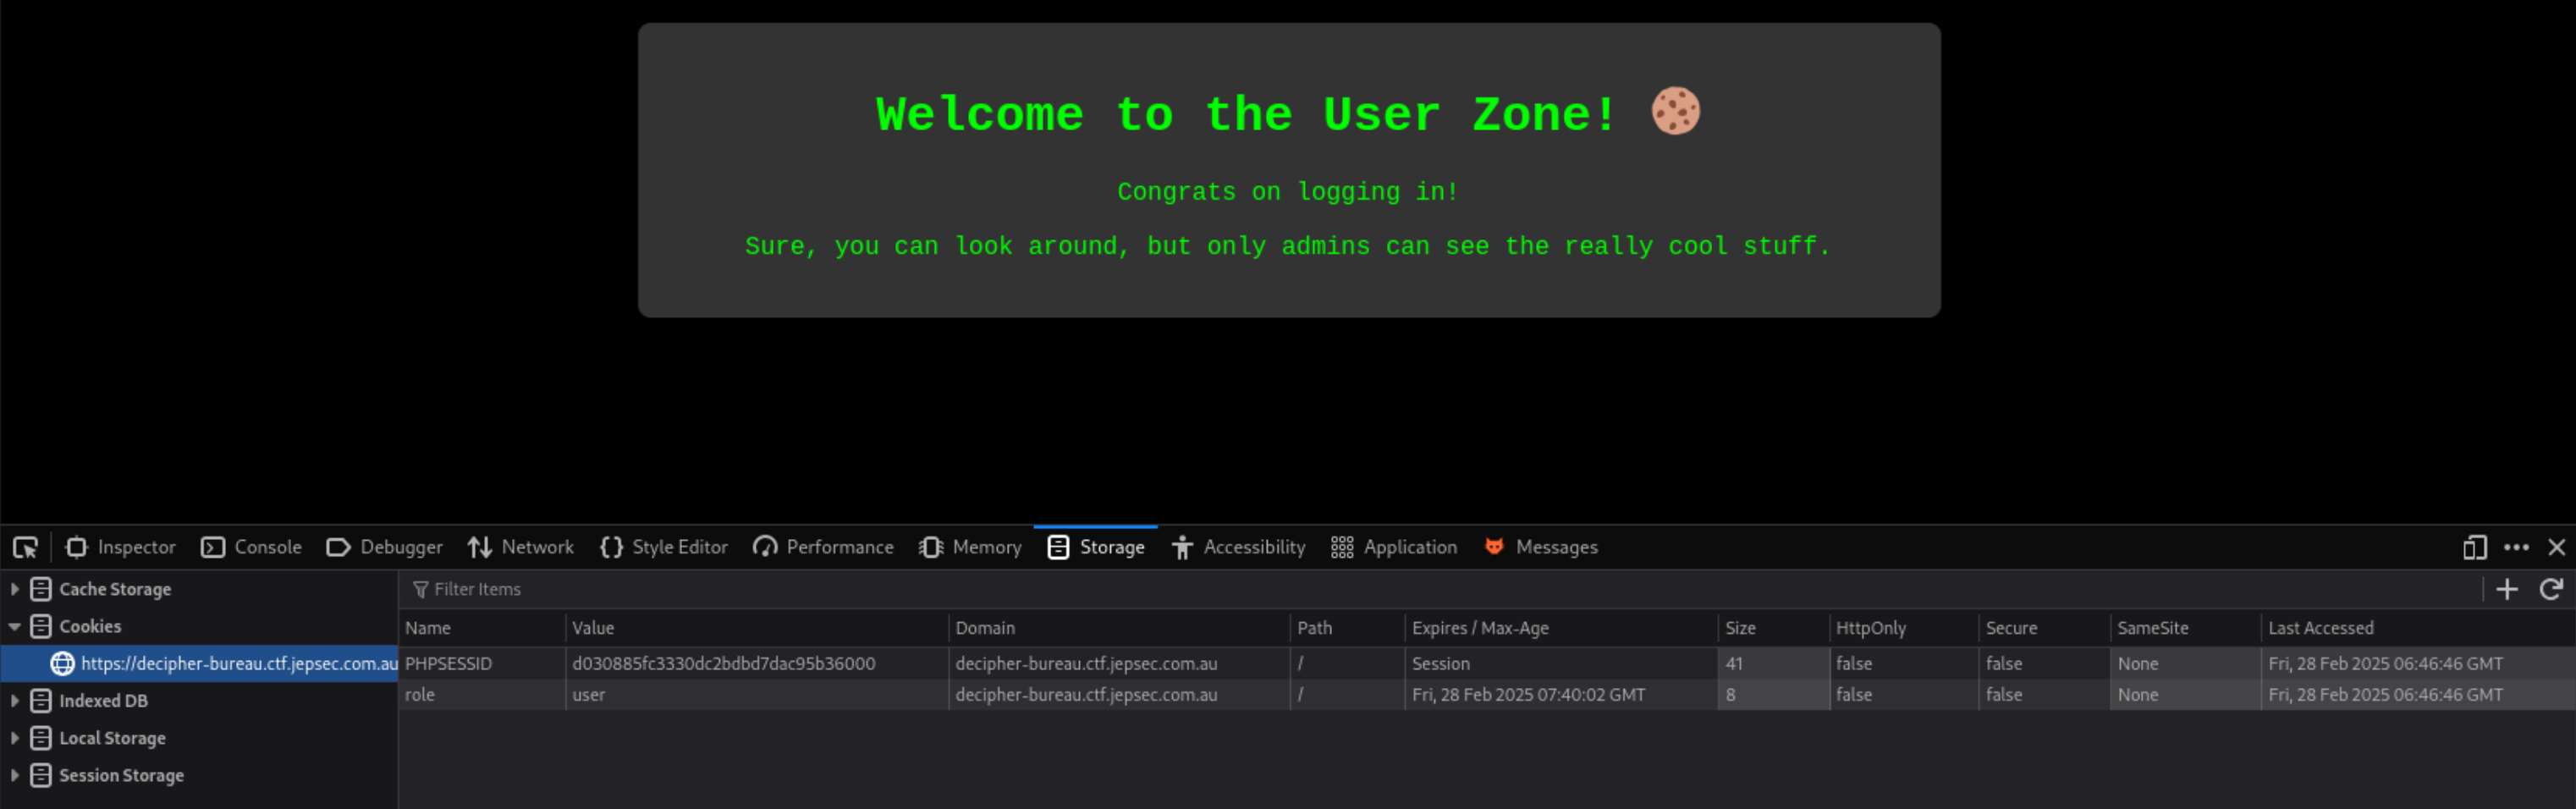 Welcome to the User Zone! 🍪
Congrats on logging in!
Sure, you can look around, but only admins can see the really cool stuff.
Inspector Console Debugger Network Style Editor Performance Memory Storage Accessibility Application Messages
Cache Storage
Cookies
https://decipher-bureau.ctf.jepsec.com.au
Indexed DB
Local Storage
Session Storage
Filter Items
Name Value Domain Path Expires / Max-Age Size HttpOnly Secure SameSite Last Accessed
PHPSESSID d030885fc3330dc2bdbd7dac95b36000 decipher-bureau.ctf.jepsec.com.au / Session 41 false false None Fri, 28 Feb 2025 06:46:46 GMT
role user decipher-bureau.ctf.jepsec.com.au / Fri, 28 Feb 2025 07:40:02 GMT 8 false false None Fri, 28 Feb 2025 06:46:46 GMT